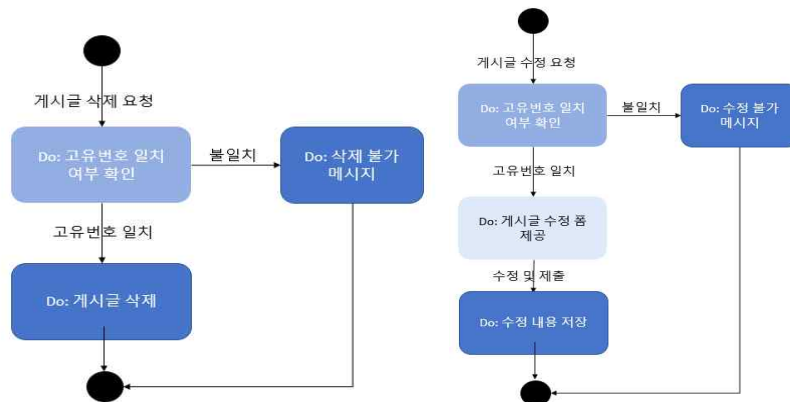 게시글 삭제 요청
Do: 고유번호 일치
여부 확인
불일치
Do: 삭제 불가
메시지
고유번호 일치
Do: 게시글 삭제
게시글 수정 요청
Do: 고유번호 일치
여부 확인
불일치
Do: 수정 불가
메시지
고유번호 일치
Do: 게시글 수정 폼
제공
수정 및 제출
Do: 수정 내용 저장